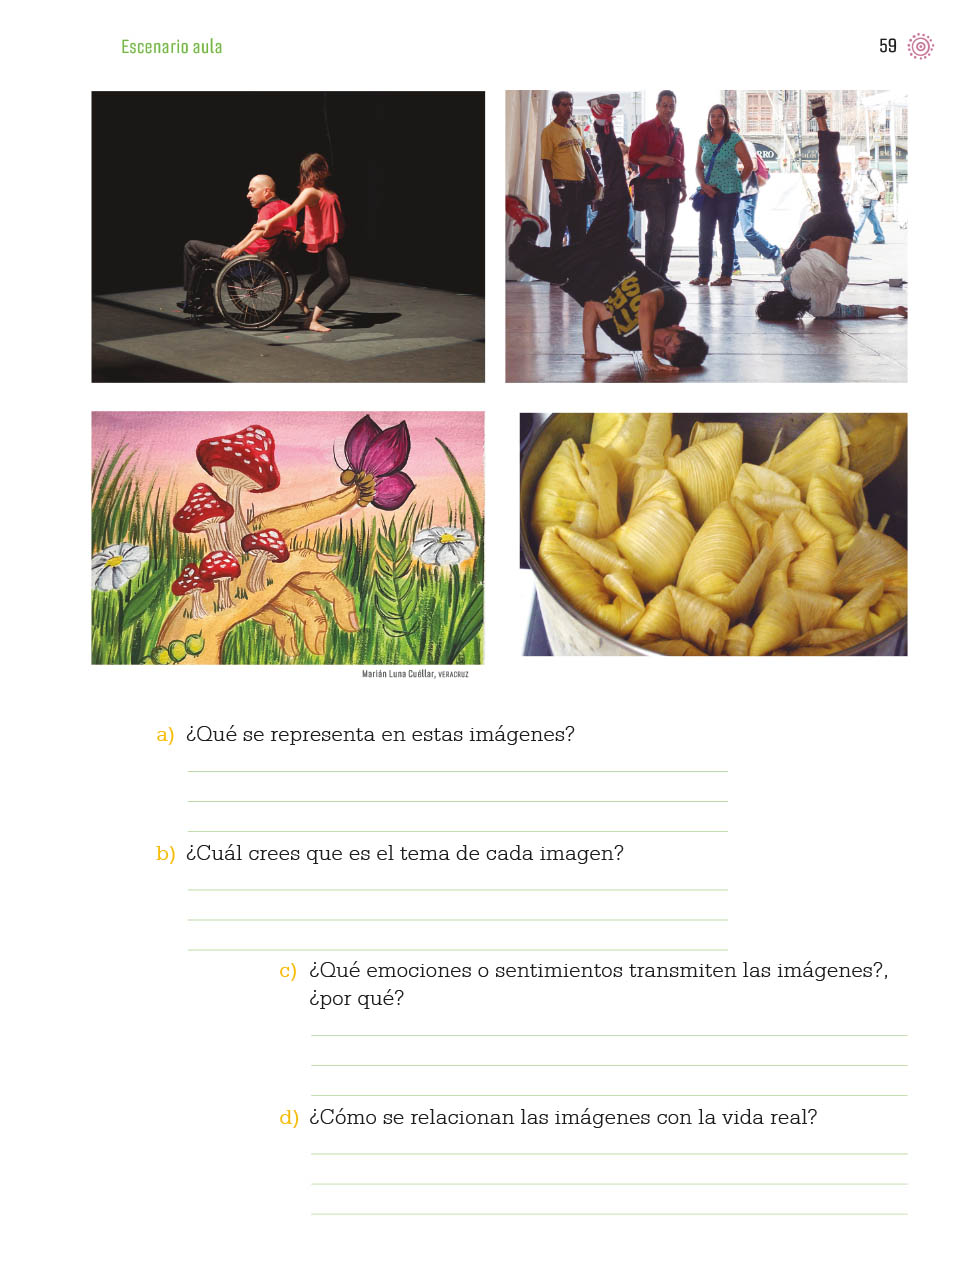 Escenario aula
59
Marián Luna Cuéllar, VERACRUZ
a) ¿Qué se representa en estas imágenes?
b) ¿Cuál crees que es el tema de cada imagen?
c) ¿Qué emociones o sentimientos transmiten las imágenes?,
¿por qué?
d) ¿Cómo se relacionan las imágenes con la vida real?